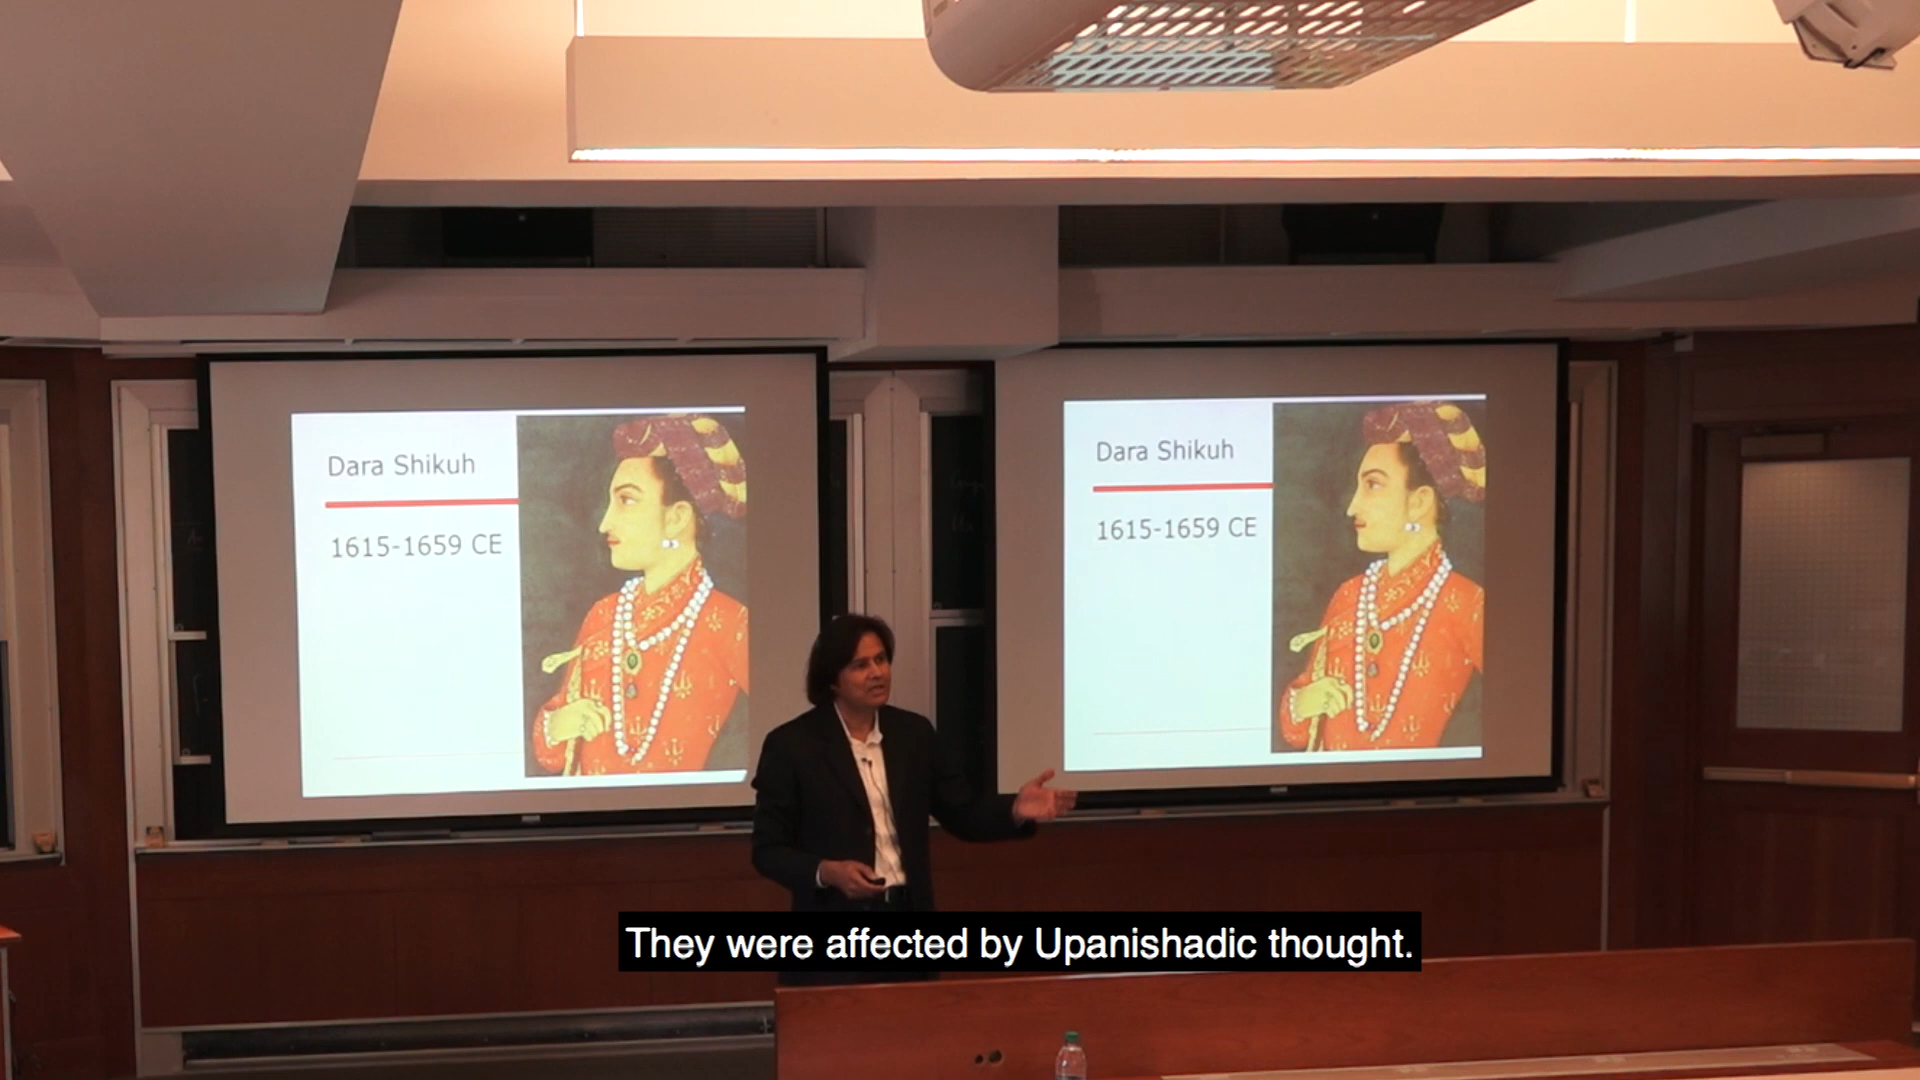 Dara Shikuh
1615-1659 CE
Dara Shikuh
1615-1659 CE
They were affected by Upanishadic thought.